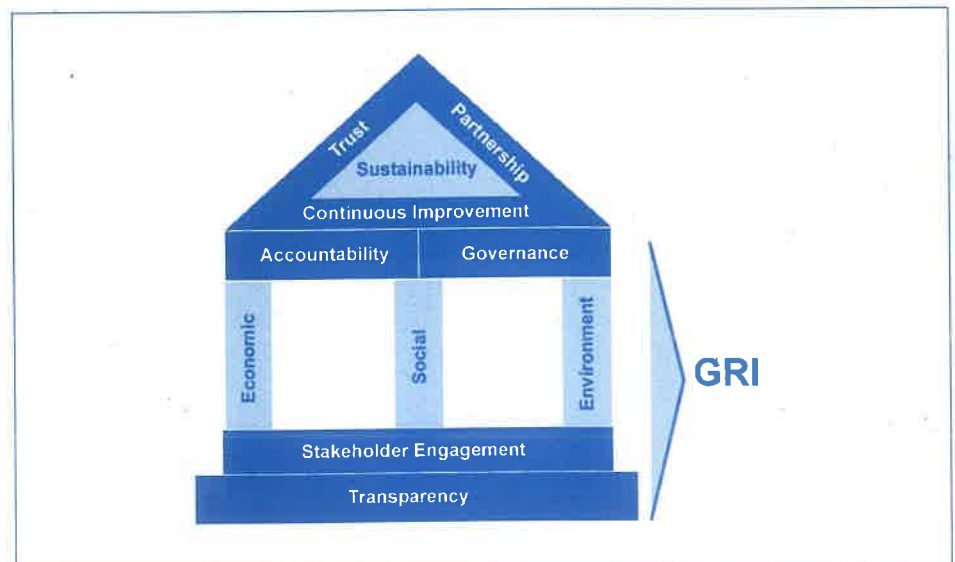 Trust
Partnership
Sustainability
Continuous Improvement
Accountability
Governance
Economic
Social
Environment
GRI
Stakeholder Engagement
Transparency